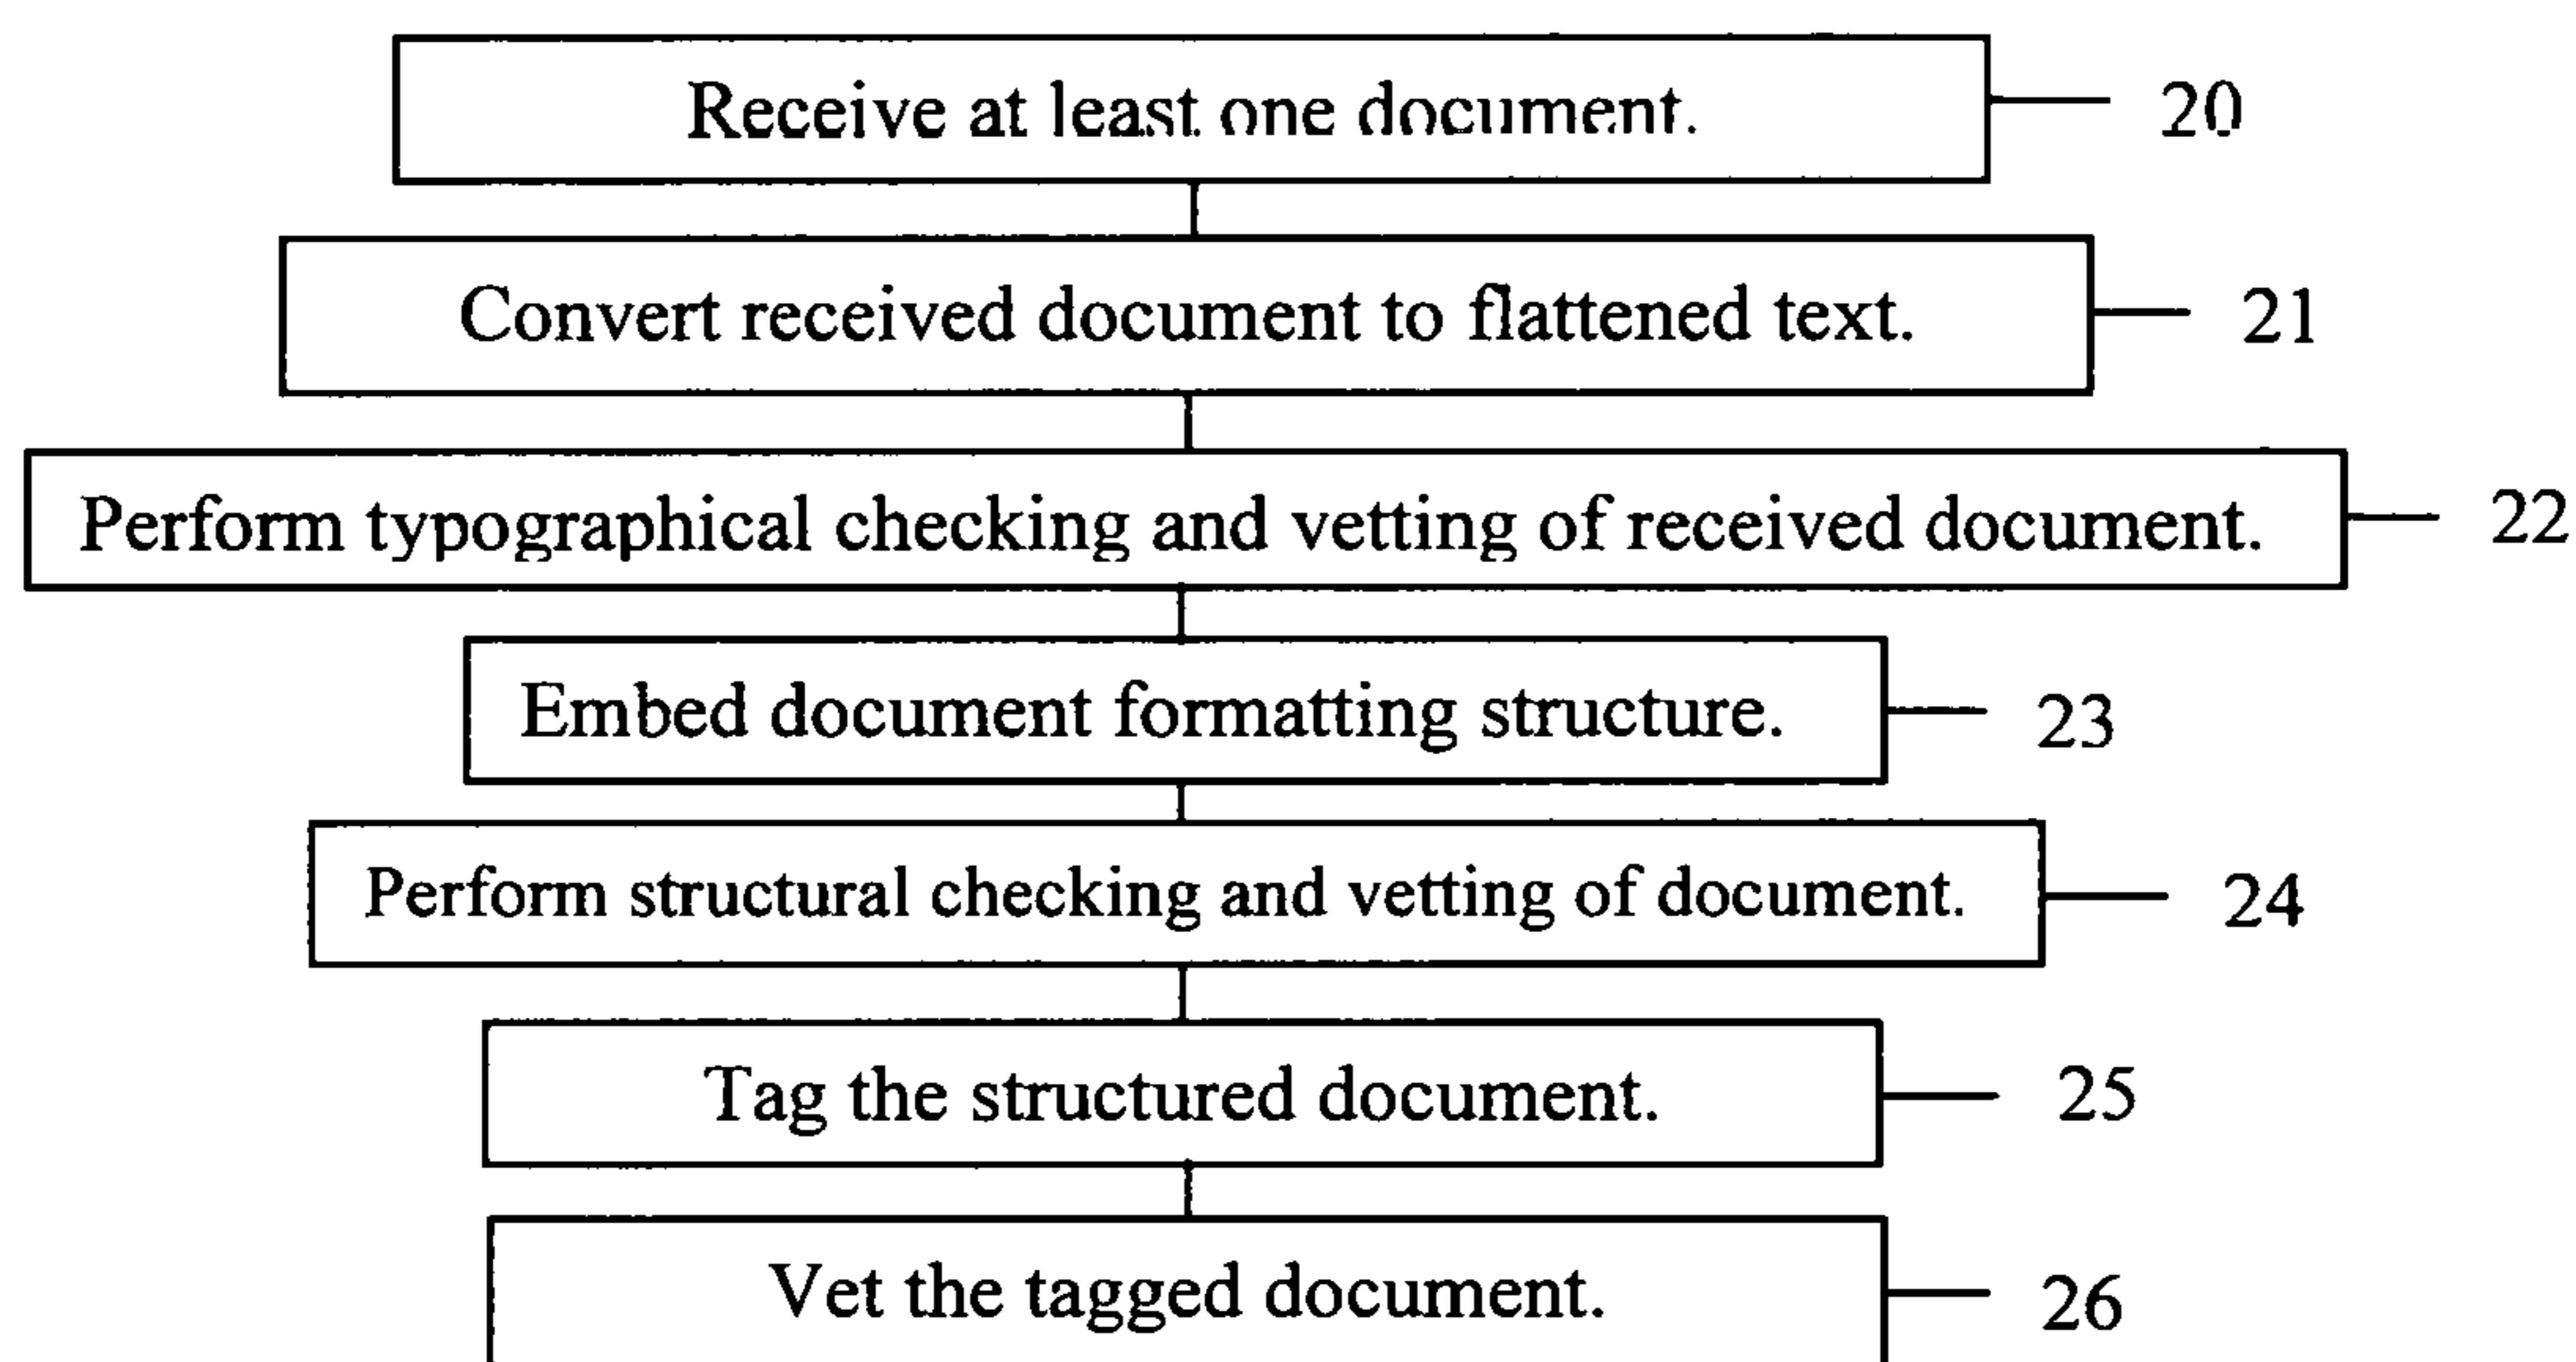 Receive at least one document. 20
Convert received document to flattened text. 21
Perform typographical checking and vetting of received document. 22
Embed document formatting structure. 23
Perform structural checking and vetting of document. 24
Tag the structured document. 25
Vet the tagged document. 26